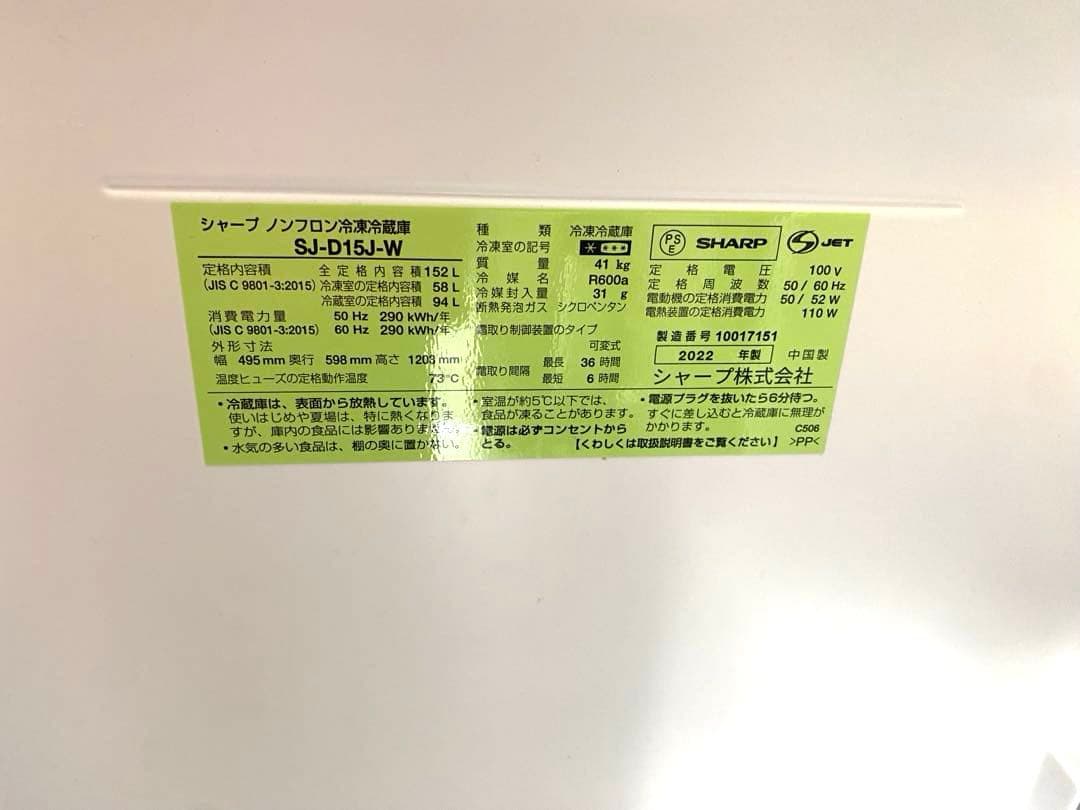 シャープ ノンフロン冷凍冷蔵庫
SJ-D15J-W
定格内容積 全定格内容積 152 L
(JIS C 9801-3:2015) 冷凍室の定格内容積 58 L
冷蔵室の定格内容積 94 L
消費電力量 50 Hz 290 kWh/年
(JIS C 9801-3:2015) 60 Hz 290 kWh/年
外形寸法
幅 495 mm 奥行 598 mm 高さ 1203 mm
温度ヒューズの定格動作温度 73℃
種類 冷凍冷蔵庫
冷凍室の記号
質量 41 kg
冷媒名 R600a
冷媒封入量 31 g
断熱発泡ガス シクロペンタン
霜取り制御装置のタイプ
可変式
霜取り間隔 最長 36 時間
最短 6 時間
PS
E
SHARP
S JET
定格電圧 100 V
定格周波数 50 / 60 Hz
電動機の定格消費電力 50 / 52 W
電熱装置の定格消費電力 110 W
製造番号 10017151
2022 年製 中国製
シャープ株式会社
・冷蔵庫は、表面から放熱しています。
使いはじめや夏場は、特に熱くなりま
すが、庫内の食品には影響ありません。
・水気の多い食品は、棚の奥に置かない。
・室温が約5℃以下では、
食品が凍ることがあります。
・電源は必ずコンセントから
とる。
・電源プラグを抜いたら6分待つ。
すぐに差し込むと冷蔵庫に無理が
かかります。 C506
【くわしくは取扱説明書をご覧ください】 >PP<